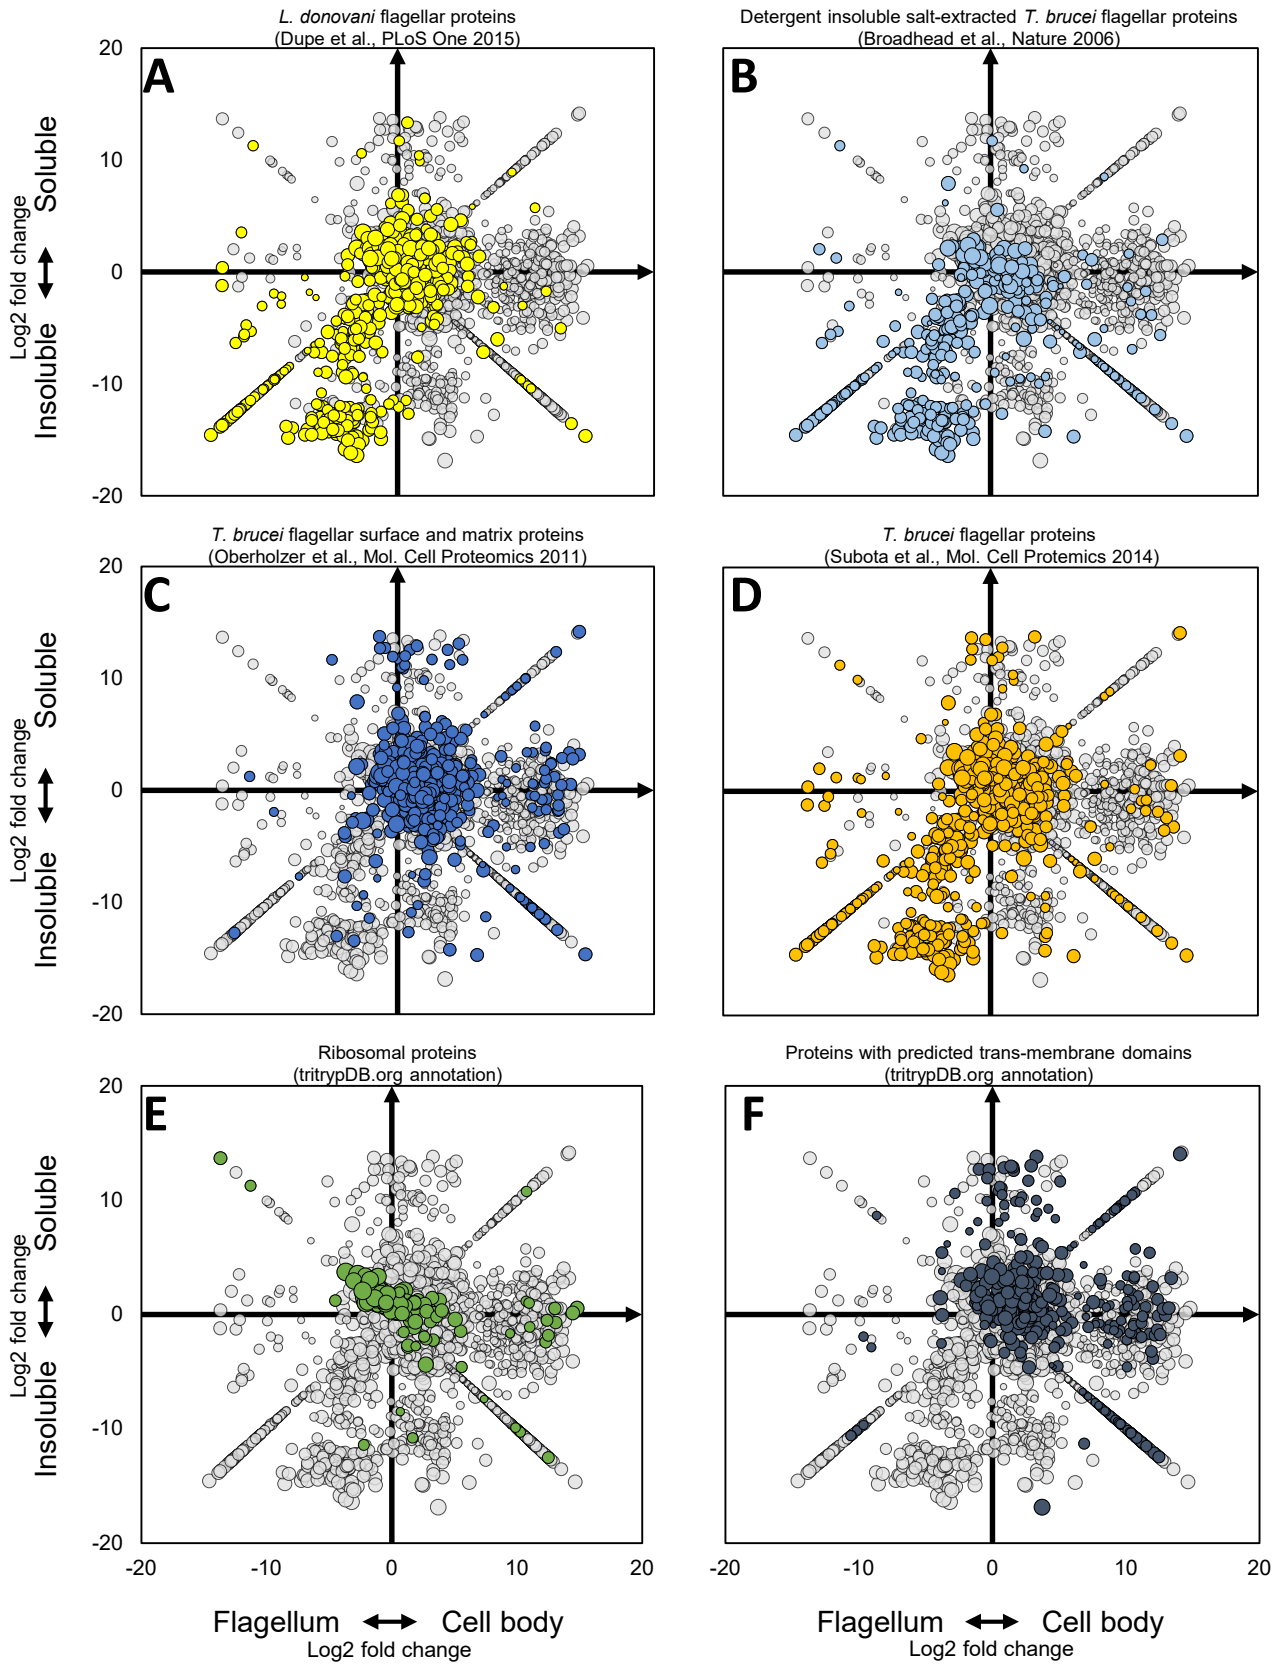 L. donovani flagellar proteins
(Dupe et al., PLoS One 2015)
Detergent insoluble salt-extracted T. brucei flagellar proteins
(Broadhead et al., Nature 2006)
A
B
20
10
0
-10
-20
Log2 fold change
Insoluble
Soluble
T. brucei flagellar surface and matrix proteins
(Oberholzer et al., Mol. Cell Proteomics 2011)
T. brucei flagellar proteins
(Subota et al., Mol. Cell Protemics 2014)
C
D
20
10
0
-10
-20
Log2 fold change
Insoluble
Soluble
Ribosomal proteins
(tritrypDB.org annotation)
Proteins with predicted trans-membrane domains
(tritrypDB.org annotation)
E
F
20
10
0
-10
-20
Log2 fold change
Insoluble
Soluble
-20 -10 0 10 20
-20 -10 0 10 20
Flagellum Cell body
Log2 fold change
Flagellum Cell body
Log2 fold change